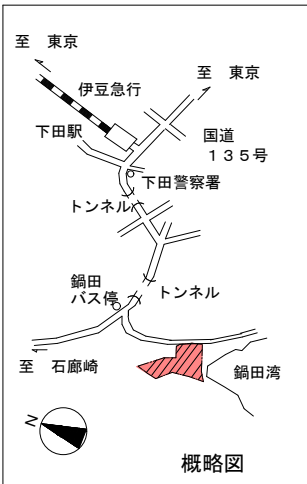 至　東京
至　東京
伊豆急行
下田駅
国道
１３５号
下田警察署
トンネル
鍋田
バス停
トンネル
至　石廊崎
鍋田湾
N
概略図